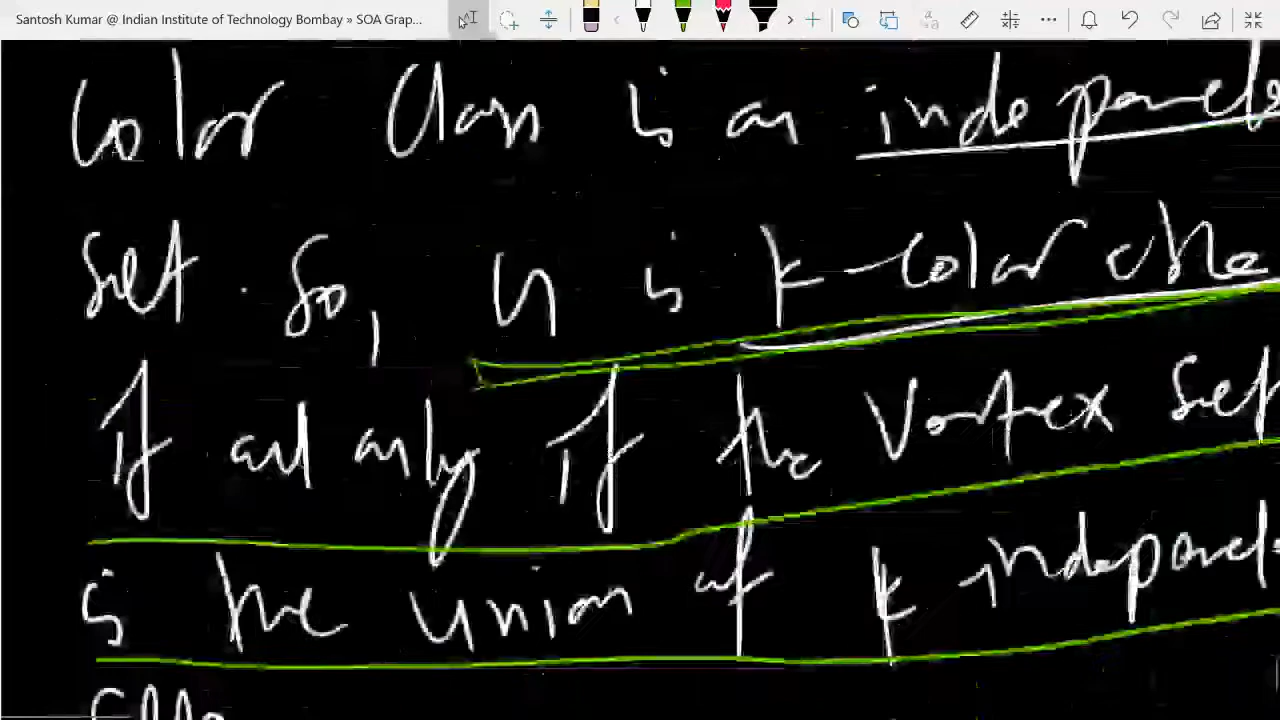 Santosh Kumar @ Indian Institute of Technology Bombay » SOA Grap...
Color Class is an independe
Set. So, G is k-colorable
If and only if the Vertex Set
is the union of k independe